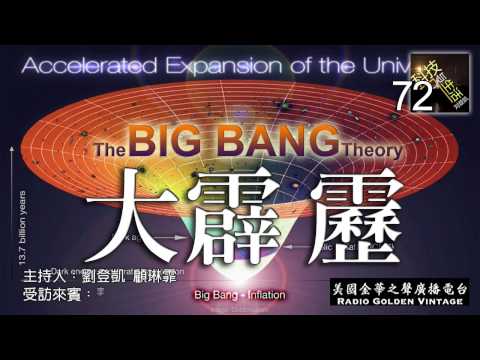 Accelerated Expansion of the Univ
72
The BIG BANG Theory
大霹歷
13.7 billion years
主持人：劉登凱 顧琳霏
受訪來賓：李
Big Bang - Inflation
美國金華之聲廣播電台
RADIO GOLDEN VINTAGE